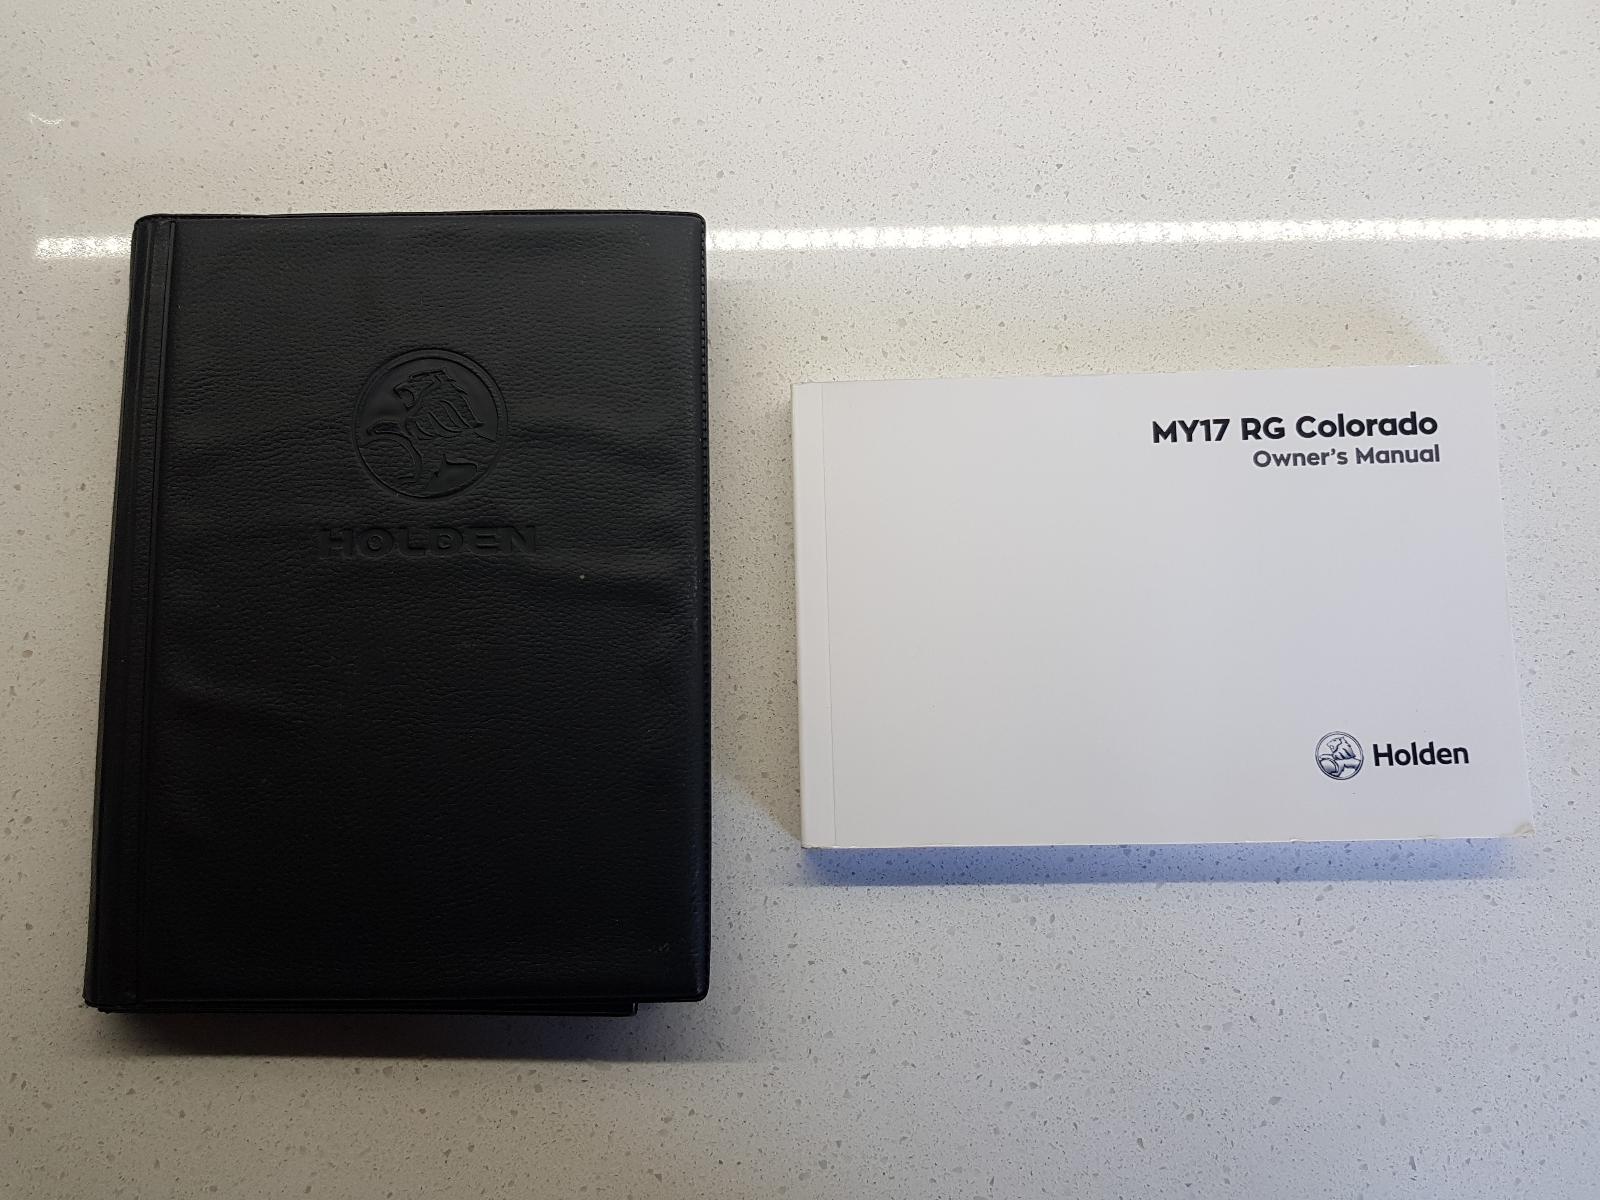 HOLDEN
MY17 RG Colorado
Owner's Manual
Holden